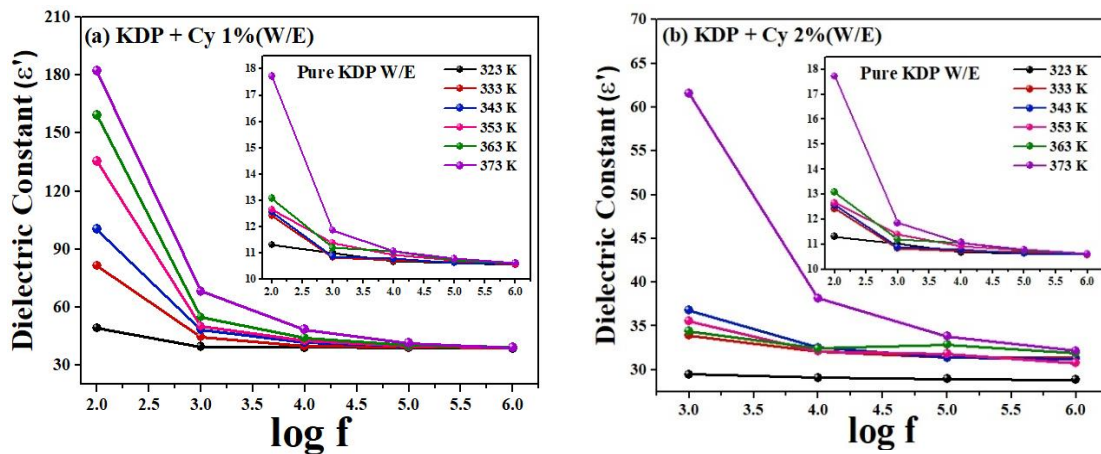 (a) KDP + Cy 1%(W/E)
Dielectric Constant (ε')
210
180
150
120
90
60
30
2.0 2.5 3.0 3.5 4.0 4.5 5.0 5.5 6.0
log f
Pure KDP W/E
18
17
16
15
14
13
12
11
10
2.0 2.5 3.0 3.5 4.0 4.5 5.0 5.5 6.0
323 K
333 K
343 K
353 K
363 K
373 K
(b) KDP + Cy 2%(W/E)
Dielectric Constant (ε')
70
65
60
55
50
45
40
35
30
3.0 3.5 4.0 4.5 5.0 5.5 6.0
log f
Pure KDP W/E
18
17
16
15
14
13
12
11
10
2.0 2.5 3.0 3.5 4.0 4.5 5.0 5.5 6.0
323 K
333 K
343 K
353 K
363 K
373 K